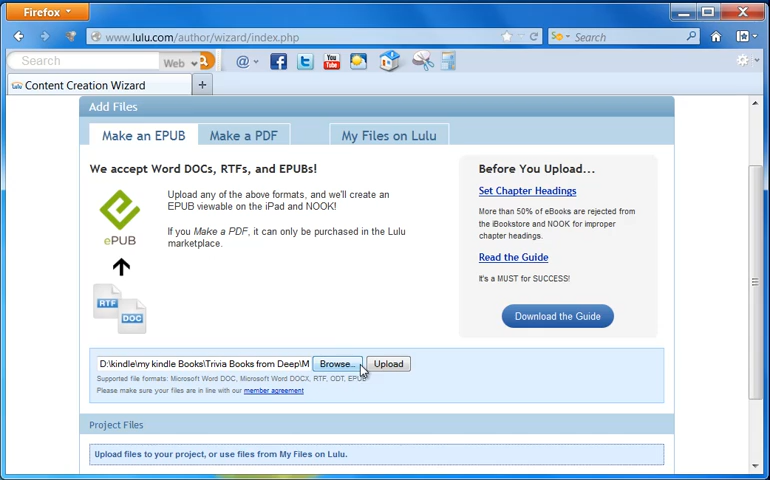 Firefox
www.lulu.com/author/wizard/index.php
Search
Search
Web
@
You
Tube
Content Creation Wizard
Add Files
Make an EPUB
Make a PDF
My Files on Lulu
We accept Word DOCs, RTFs, and EPUBs!
Upload any of the above formats, and we'll create an
EPUB viewable on the iPad and NOOK!
If you Make a PDF, it can only be purchased in the Lulu
marketplace.
ePUB
RTF
DOC
Before You Upload...
Set Chapter Headings
More than 50% of eBooks are rejected from
the iBookstore and NOOK for improper
chapter headings.
Read the Guide
It's a MUST for SUCCESS!
Download the Guide
D:\kindle\my kindle Books\Trivia Books from Deep\M
Browse...
Upload
Supported file formats: Microsoft Word DOC, Microsoft Word DOCX, RTF, ODT, EPUB
Please make sure your files are in line with our member agreement
Project Files
Upload files to your project, or use files from My Files on Lulu.